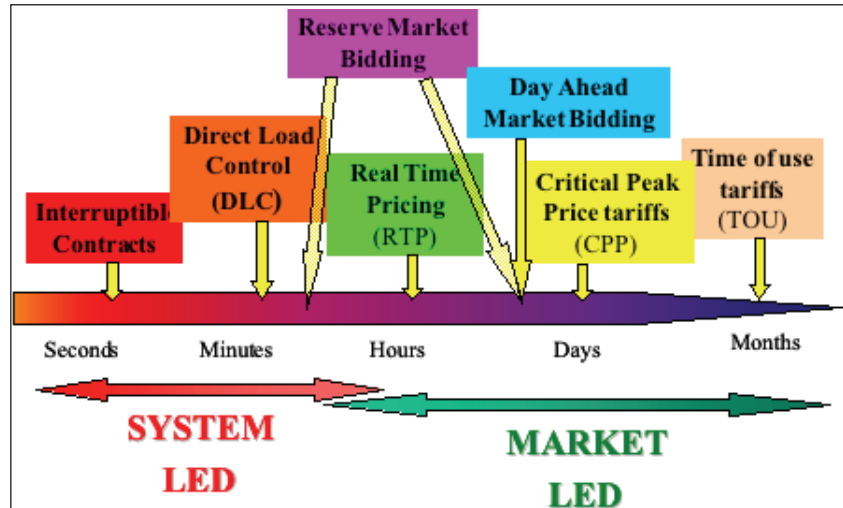 Reserve Market
Bidding
Day Ahead
Market Bidding
Direct Load
Control
(DLC)
Real Time
Pricing
(RTP)
Critical Peak
Price tariffs
(CPP)
Time of use
tariffs
(TOU)
Interruptible
Contracts
Seconds
Minutes
Hours
Days
Months
SYSTEM
LED
MARKET
LED